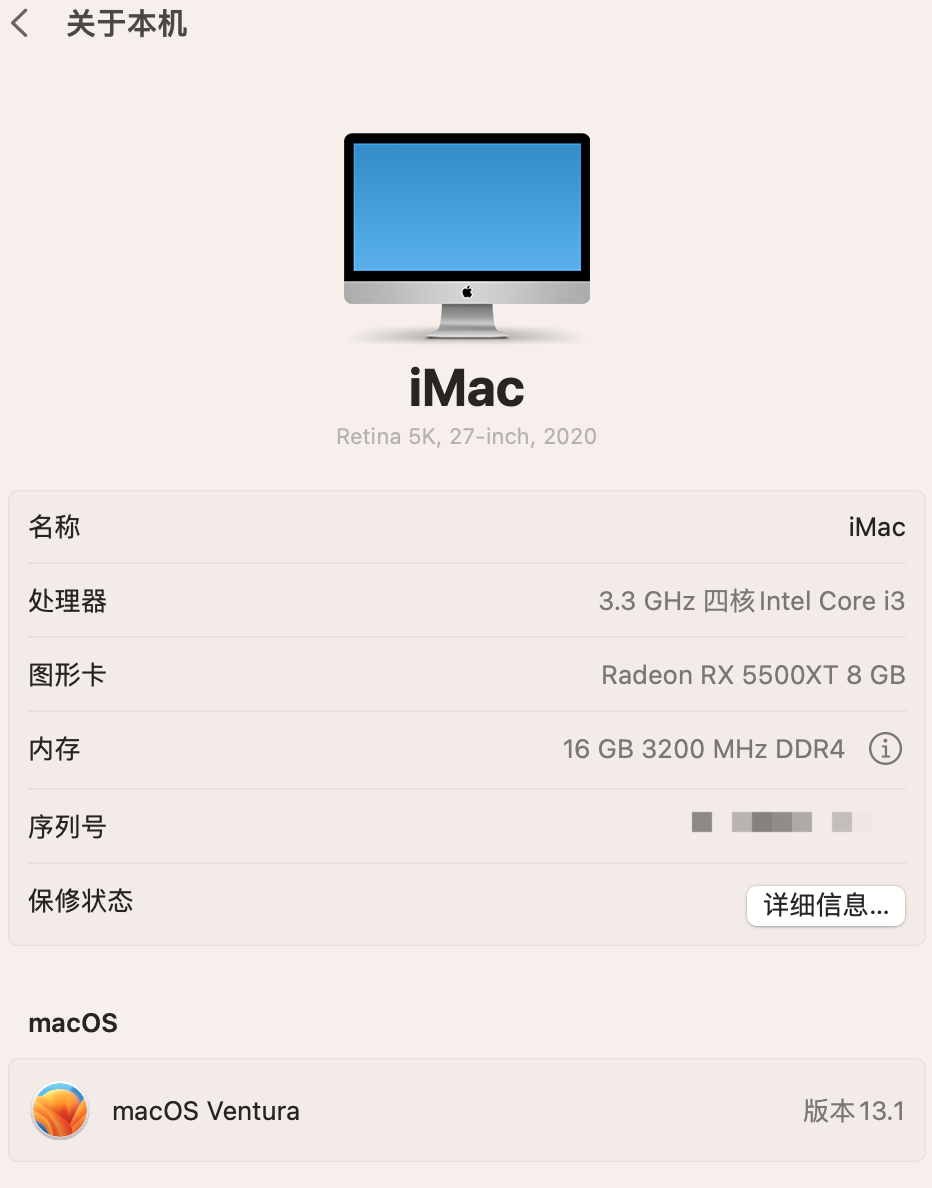 关于本机
iMac
Retina 5K, 27-inch, 2020
名称 iMac
处理器 3.3 GHz 四核Intel Core i3
图形卡 Radeon RX 5500XT 8 GB
内存 16 GB 3200 MHz DDR4
序列号
保修状态 详细信息...
macOS
macOS Ventura 版本13.1